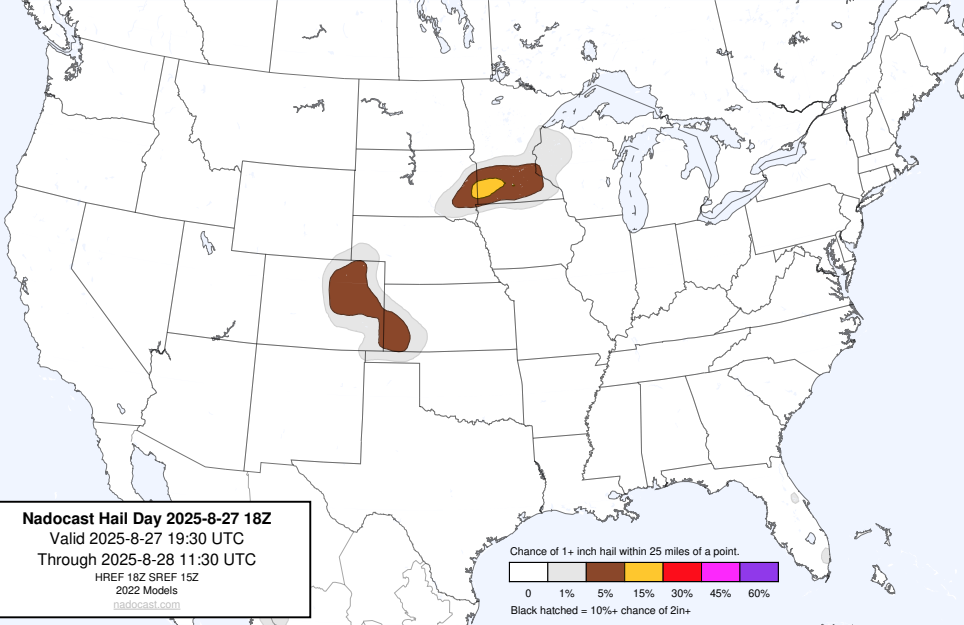 Nadocast Hail Day 2025-8-27 18Z
Valid 2025-8-27 19:30 UTC
Through 2025-8-28 11:30 UTC
HREF 18Z SREF 15Z
2022 Models
nadocast.com
Chance of 1+ inch hail within 25 miles of a point.
0 1% 5% 15% 30% 45% 60%
Black hatched = 10%+ chance of 2in+